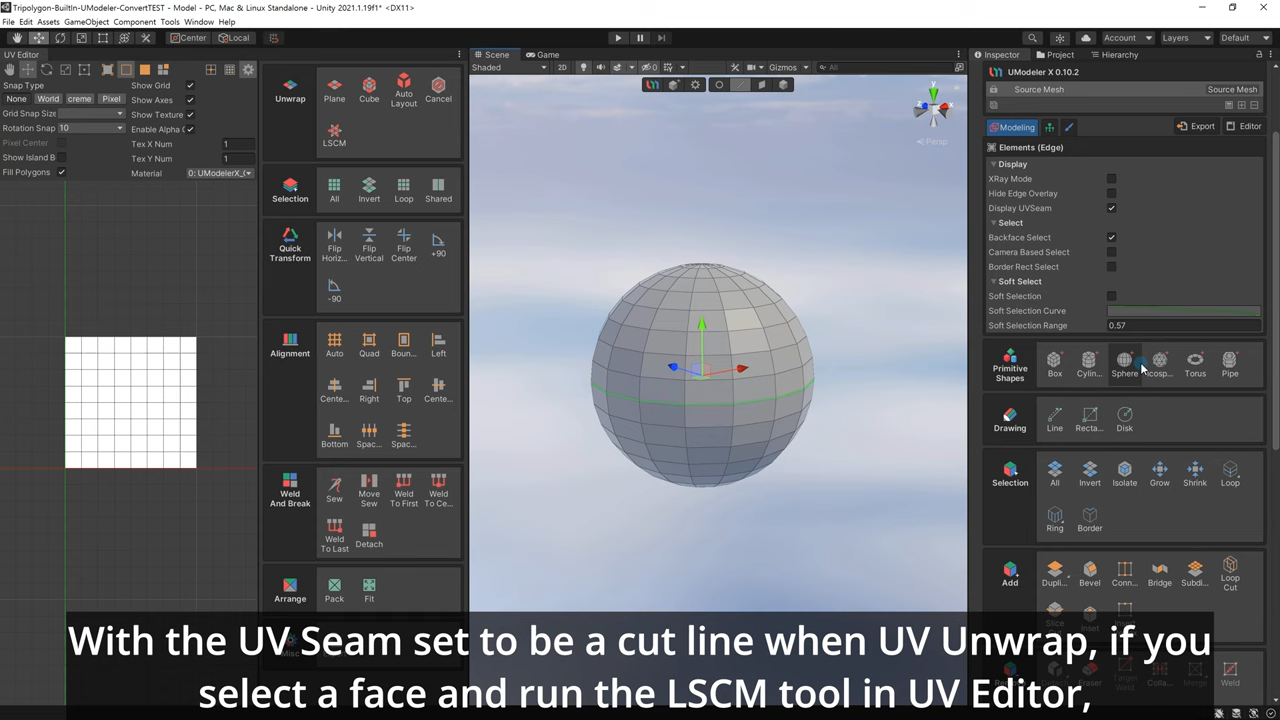 Tripolygon-BuiltIn-UModeler-ConvertTEST - Model - PC, Mac & Linux Standalone - Unity 2021.1.19f1* <DX11>
File Edit Assets GameObject Component Tools Window Help
Center Local
Account Layers Default
UV Editor
Scene Game
Inspector Project Hierarchy
Shaded 2D Gizmos All
Snap Type
None World creme Pixel
Grid Snap Size
Rotation Snap 10
Pixel Center
Show Island B
Fill Polygons
Show Grid
Show Axes
Show Texture
Enable Alpha
Tex X Num 1
Tex Y Num 1
Material 0: UModelerX_(
Unwrap
Plane Cube Auto Layout Cancel
LSCM
Selection
All Invert Loop Shared
Quick Transform
Flip Horiz... Flip Vertical Flip Center +90
-90
Alignment
Auto Quad Boun... Left
Cente... Right Top Cente...
Bottom Spac... Spac...
Weld And Break
Sew Move Sew Weld To First Weld To Ce...
Weld To Last Detach
Arrange
Pack Fit
y
x
Persp
UModeler X 0.10.2
Source Mesh Source Mesh
Modeling Export Editor
Elements (Edge)
Display
XRay Mode
Hide Edge Overlay
Display UVSeam
Select
Backface Select
Camera Based Select
Border Rect Select
Soft Select
Soft Selection
Soft Selection Curve
Soft Selection Range 0.57
Primitive Shapes
Box Cylin... Sphere Icosp... Torus Pipe
Drawing
Line Recta... Disk
Selection
All Invert Isolate Grow Shrink Loop
Ring Border
Add
Dupli... Bevel Conn... Bridge Subdi... Loop Cut
Inset
Weld
With the UV Seam set to be a cut line when UV Unwrap, if you
select a face and run the LSCM tool in UV Editor,